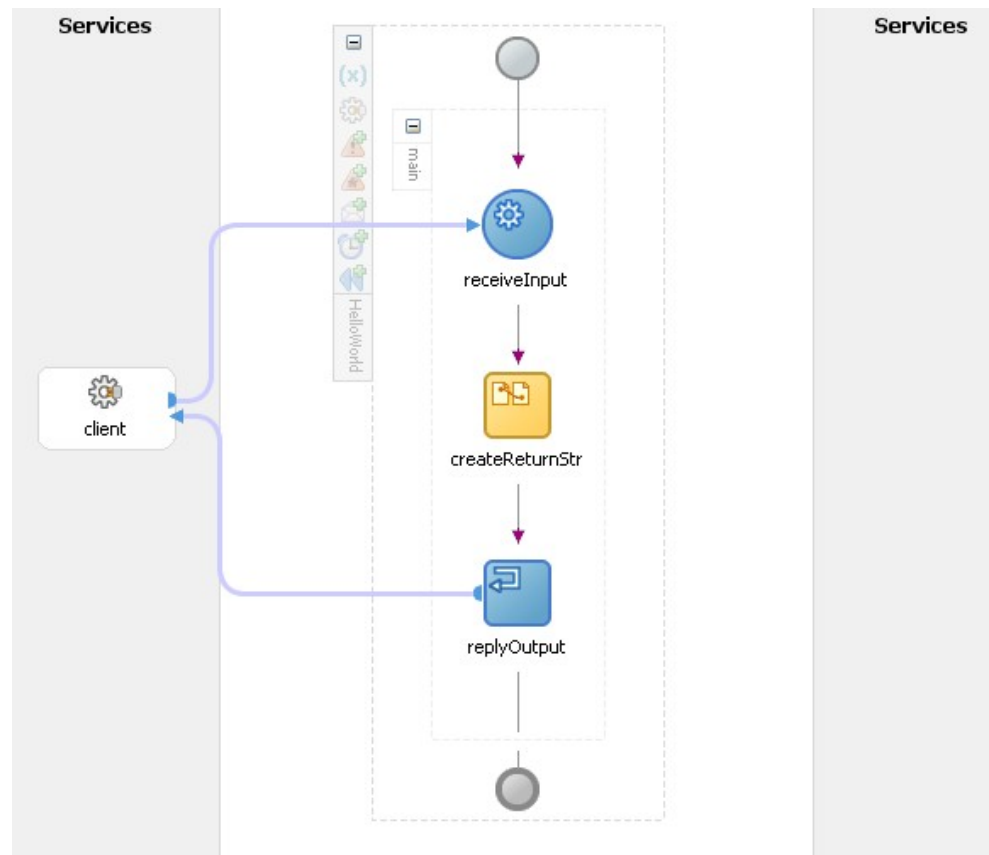 Services
Services
(x)
main
receiveInput
HelloWorld
client
createReturnStr
replyOutput